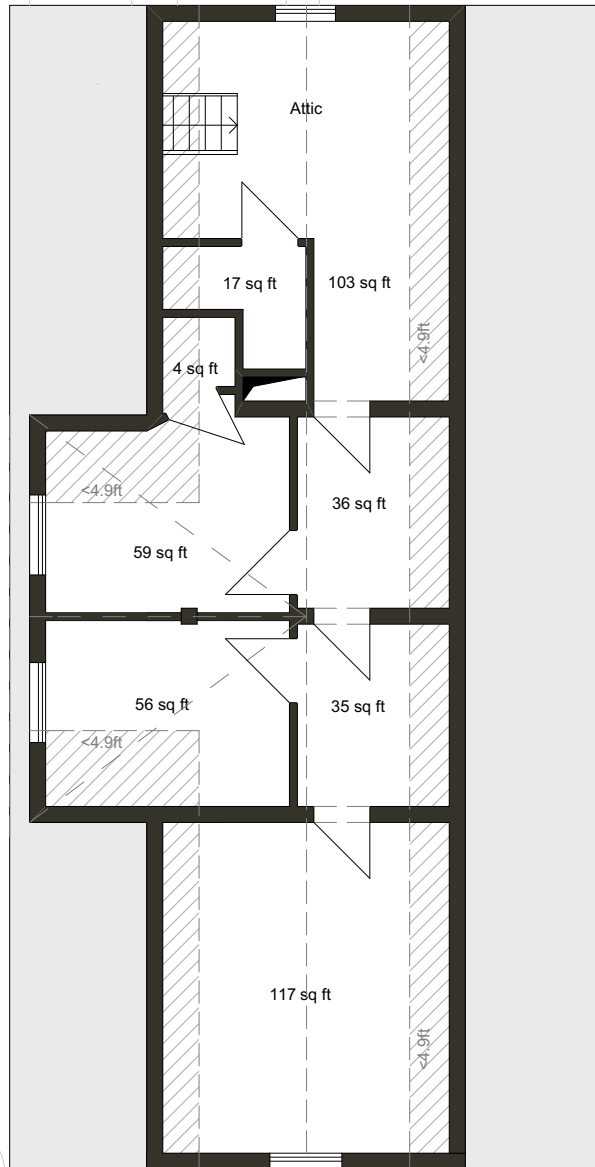 Attic
17 sq ft
103 sq ft
<4.9ft
4 sq ft
<4.9ft
36 sq ft
59 sq ft
56 sq ft
35 sq ft
<4.9ft
117 sq ft
<4.9ft